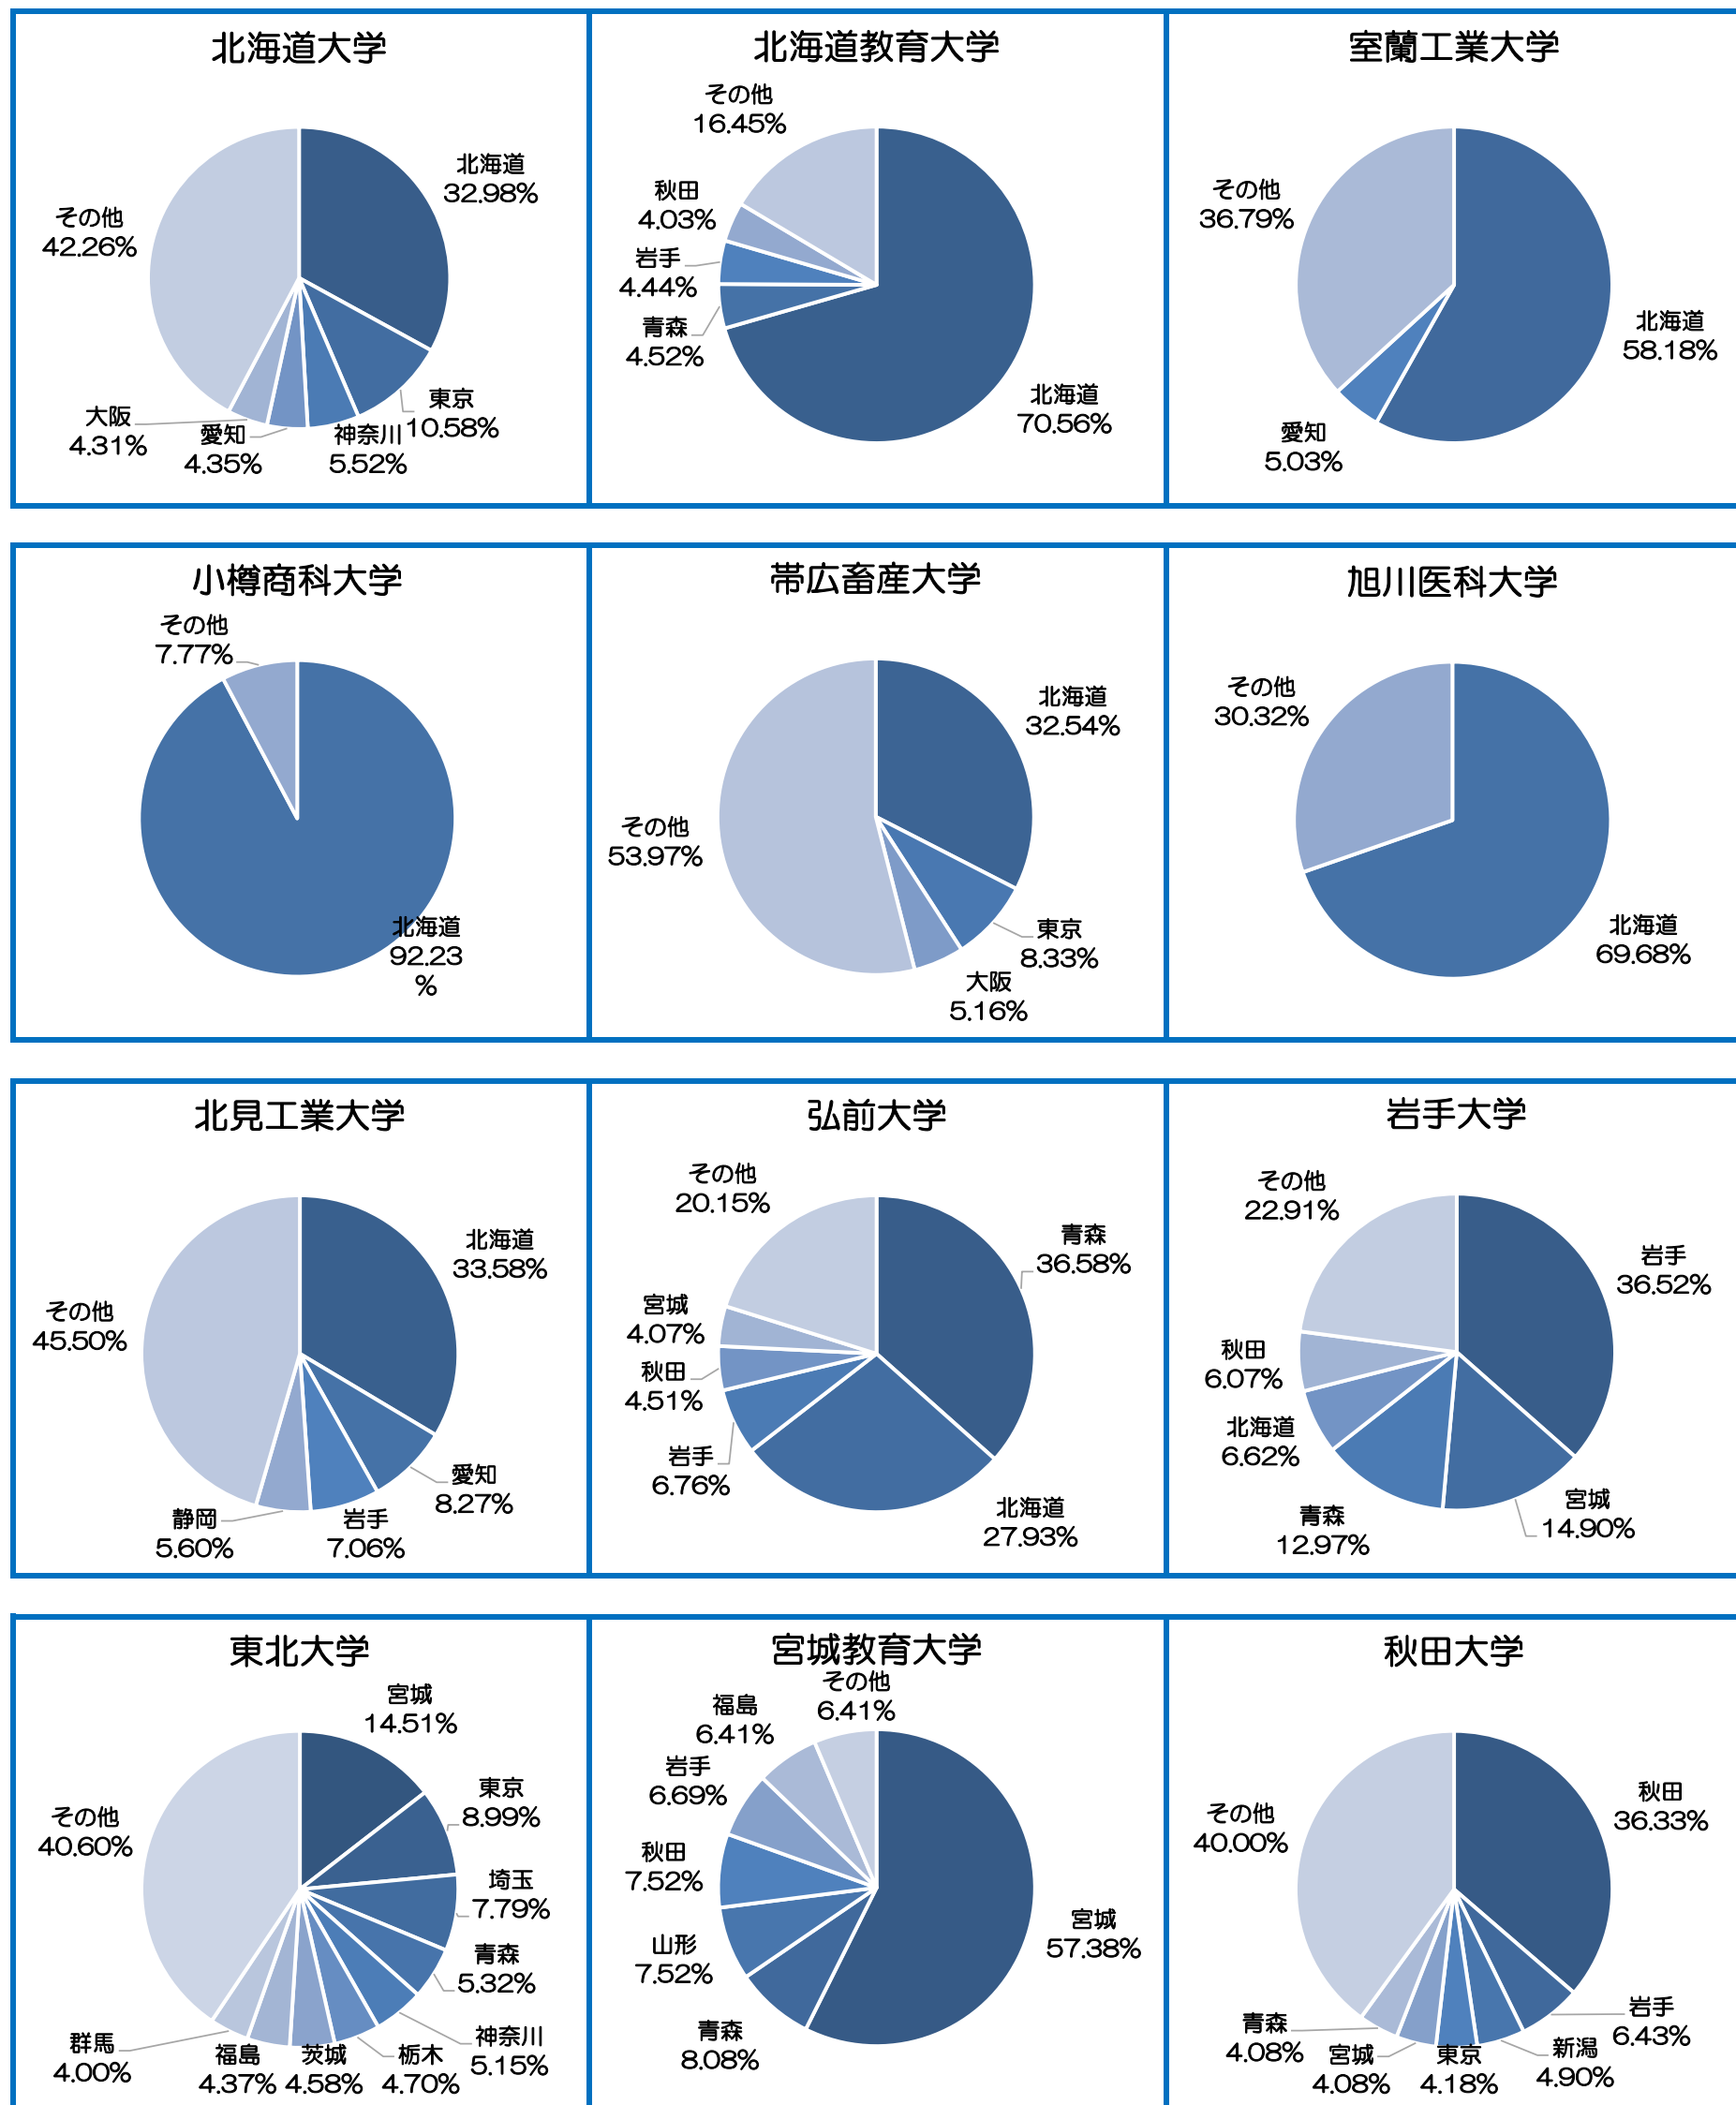 北海道大学
北海道
32.98%
東京
10.58%
神奈川
5.52%
愛知
4.35%
大阪
4.31%
その他
42.26%
北海道教育大学
北海道
70.56%
青森
4.52%
岩手
4.44%
秋田
4.03%
その他
16.45%
室蘭工業大学
北海道
58.18%
愛知
5.03%
その他
36.79%
小樽商科大学
北海道
92.23
%
その他
7.77%
帯広畜産大学
北海道
32.54%
東京
8.33%
大阪
5.16%
その他
53.97%
旭川医科大学
北海道
69.68%
その他
30.32%
北見工業大学
北海道
33.58%
愛知
8.27%
岩手
7.06%
静岡
5.60%
その他
45.50%
弘前大学
青森
36.58%
北海道
27.93%
岩手
6.76%
秋田
4.51%
宮城
4.07%
その他
20.15%
岩手大学
岩手
36.52%
宮城
14.90%
青森
12.97%
北海道
6.62%
秋田
6.07%
その他
22.91%
東北大学
宮城
14.51%
東京
8.99%
埼玉
7.79%
青森
5.32%
神奈川
5.15%
栃木
4.70%
茨城
4.58%
福島
4.37%
群馬
4.00%
その他
40.60%
宮城教育大学
宮城
57.38%
青森
8.08%
山形
7.52%
秋田
7.52%
岩手
6.69%
福島
6.41%
その他
6.41%
秋田大学
秋田
36.33%
岩手
6.43%
新潟
4.90%
東京
4.18%
宮城
4.08%
青森
4.08%
その他
40.00%